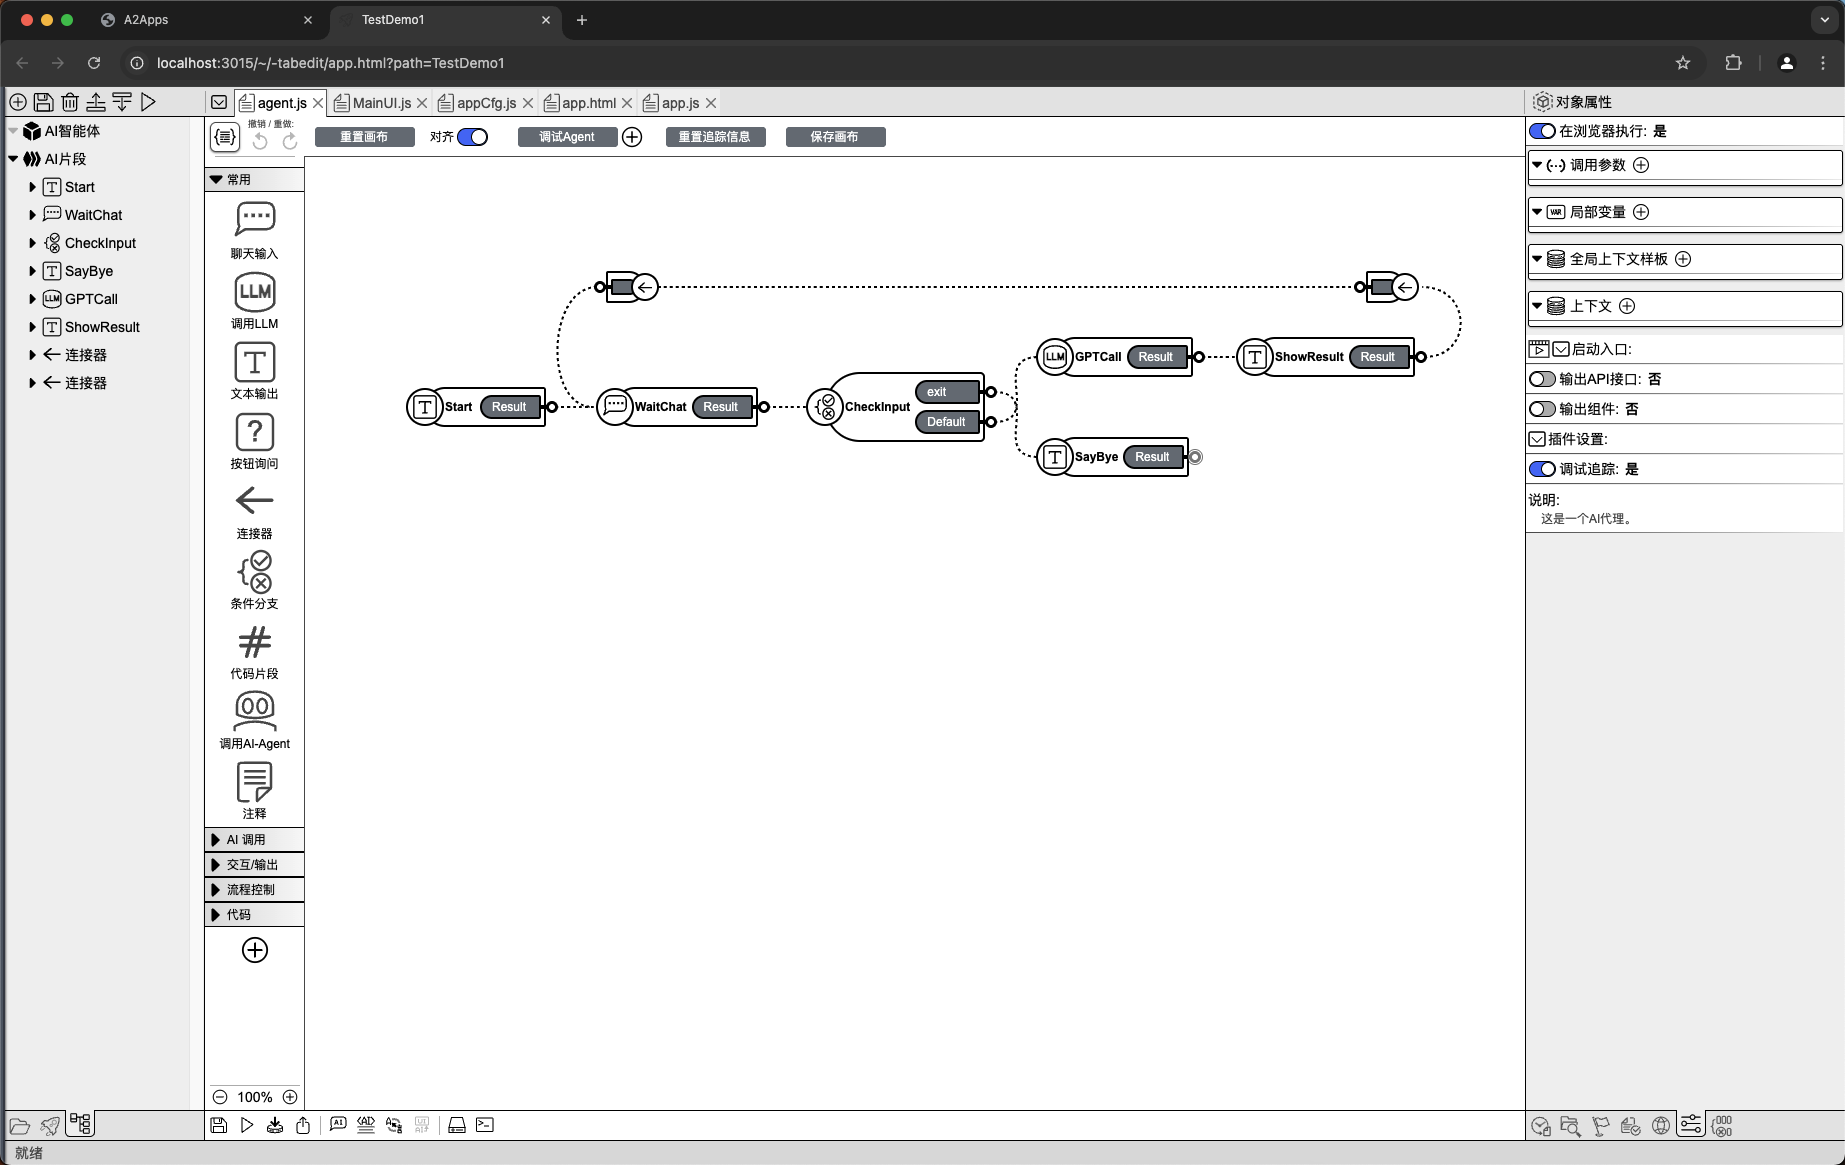 A2Apps
TestDemo1
localhost:3015/~/-tabedit/app.html?path=TestDemo1
agent.js
MainUI.js
appCfg.js
app.html
app.js
对象属性
AI智能体
AI片段
Start
WaitChat
CheckInput
SayBye
GPTCall
ShowResult
连接器
连接器
撤销 / 重做:
重置画布
对齐
调试Agent
重置追踪信息
保存画布
常用
聊天输入
LLM
调用LLM
T
文本输出
?
按钮询问
连接器
条件分支
#
代码片段
调用AI-Agent
注释
AI 调用
交互/输出
流程控制
代码
100%
T
Start
Result
WaitChat
Result
CheckInput
exit
Default
LLM
GPTCall
Result
T
ShowResult
Result
T
SayBye
Result
在浏览器执行: 是
调用参数
VAR
局部变量
全局上下文样板
上下文
启动入口:
输出API接口: 否
输出组件: 否
插件设置:
调试追踪: 是
说明:
这是一个AI代理。
就绪